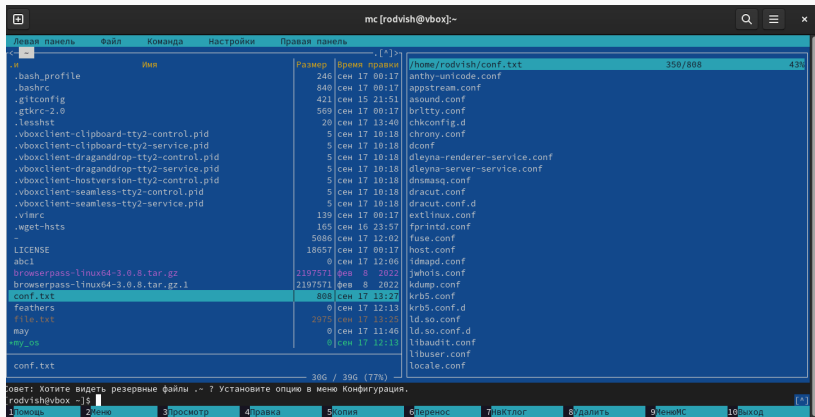 mc [rodvish@vbox]:~
Левая панель Файл Команда Настройки Правая панель
<- ~ .[^]>
.и Имя Размер Время правки
.bash_profile 246 сен 17 00:17
.bashrc 840 сен 17 00:17
.gitconfig 421 сен 15 21:51
.gtkrc-2.0 569 сен 17 00:17
.lesshst 20 сен 17 13:40
.vboxclient-clipboard-tty2-control.pid 5 сен 17 10:18
.vboxclient-clipboard-tty2-service.pid 5 сен 17 10:18
.vboxclient-draganddrop-tty2-control.pid 5 сен 17 10:18
.vboxclient-draganddrop-tty2-service.pid 5 сен 17 10:18
.vboxclient-hostversion-tty2-control.pid 5 сен 17 10:18
.vboxclient-seamless-tty2-control.pid 5 сен 17 10:18
.vboxclient-seamless-tty2-service.pid 5 сен 17 10:18
.vimrc 139 сен 17 00:17
.wget-hsts 165 сен 16 23:57
~ 5086 сен 17 12:02
LICENSE 18657 сен 17 00:17
abc1 0 сен 17 12:06
browserpass-linux64-3.0.8.tar.gz 2197571 фев 8 2022
browserpass-linux64-3.0.8.tar.gz.1 2197571 фев 8 2022
conf.txt 808 сен 17 13:27
feathers 0 сен 17 12:13
file.txt 2975 сен 17 13:25
may 0 сен 17 11:46
*my_os 0 сен 17 12:13
conf.txt
30G / 39G (77%)
/home/rodvish/conf.txt 350/808 43%
anthy-unicode.conf
appstream.conf
asound.conf
brltty.conf
chkconfig.d
chrony.conf
dconf
dleyna-renderer-service.conf
dleyna-server-service.conf
dnsmasq.conf
dracut.conf
dracut.conf.d
extlinux.conf
fprintd.conf
fuse.conf
host.conf
idmapd.conf
jwhois.conf
kdump.conf
krb5.conf
krb5.conf.d
ld.so.conf
ld.so.conf.d
libaudit.conf
libuser.conf
locale.conf
Совет: Хотите видеть резервные файлы .~ ? Установите опцию в меню Конфигурация.
[rodvish@vbox ~]$ [^]
1Помощь 2Меню 3Просмотр 4Правка 5Копия 6Перенос 7НвКтлог 8Удалить 9МенюMC 10Выход